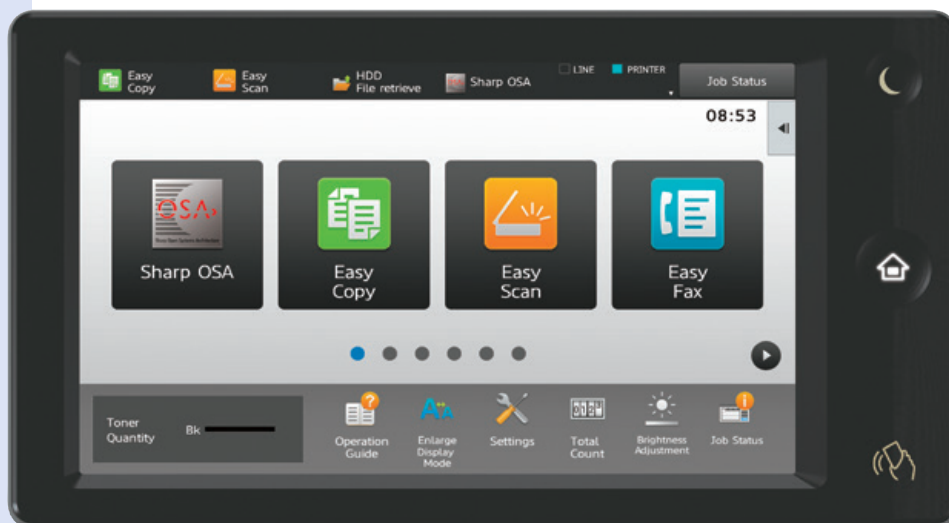 Easy
Copy
Easy
Scan
HDD
File retrieve
Sharp OSA
LINE
PRINTER
Job Status
08:53
OSA
Sharp OSA
Easy
Copy
Easy
Scan
Easy
Fax
Toner
Quantity
Bk
Operation
Guide
Enlarge
Display
Mode
Settings
Total
Count
Brightness
Adjustment
Job Status